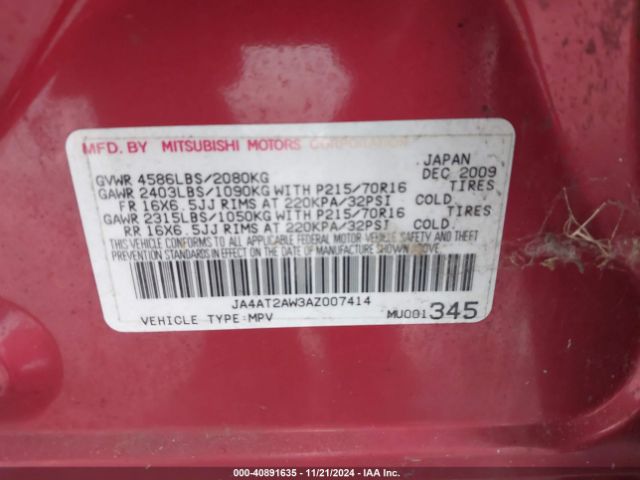 MFD. BY MITSUBISHI MOTORS CORPORATION
JAPAN
GVWR 4586LBS/2080KG DEC 2009
GAWR 2403LBS/1090KG WITH P215/70R16 TIRES
FR 16X6.5JJ RIMS AT 220KPA/32PSI COLD
GAWR 2315LBS/1050KG WITH P215/70R16 TIRES
RR 16X6.5JJ RIMS AT 220KPA/32PSI COLD
THIS VEHICLE CONFORMS TO ALL APPLICABLE FEDERAL MOTOR VEHICLE SAFETY AND THEFT
PREVENTION STANDARDS IN EFFECT ON THE DATE OF MANUFACTURE SHOWN ABOVE.
JA4AT2AW3AZ007414
VEHICLE TYPE:MPV MU001345
000-40891635 - 11/21/2024 - IAA Inc.